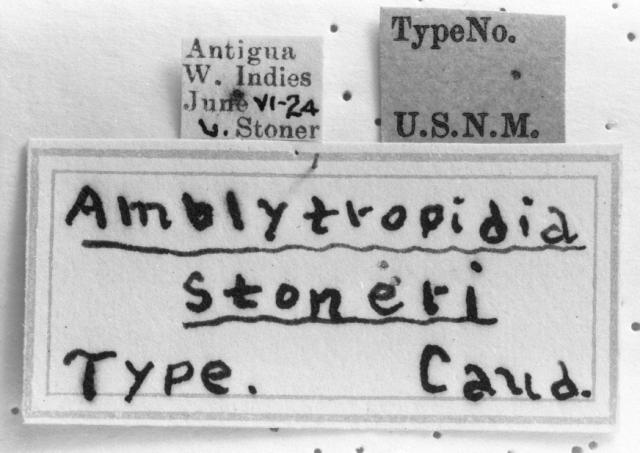 Antigua
W. Indies
June VI-24
V. Stoner
TypeNo.
U.S.N.M.
Amblytropidia
stoneri
Type. Caud.